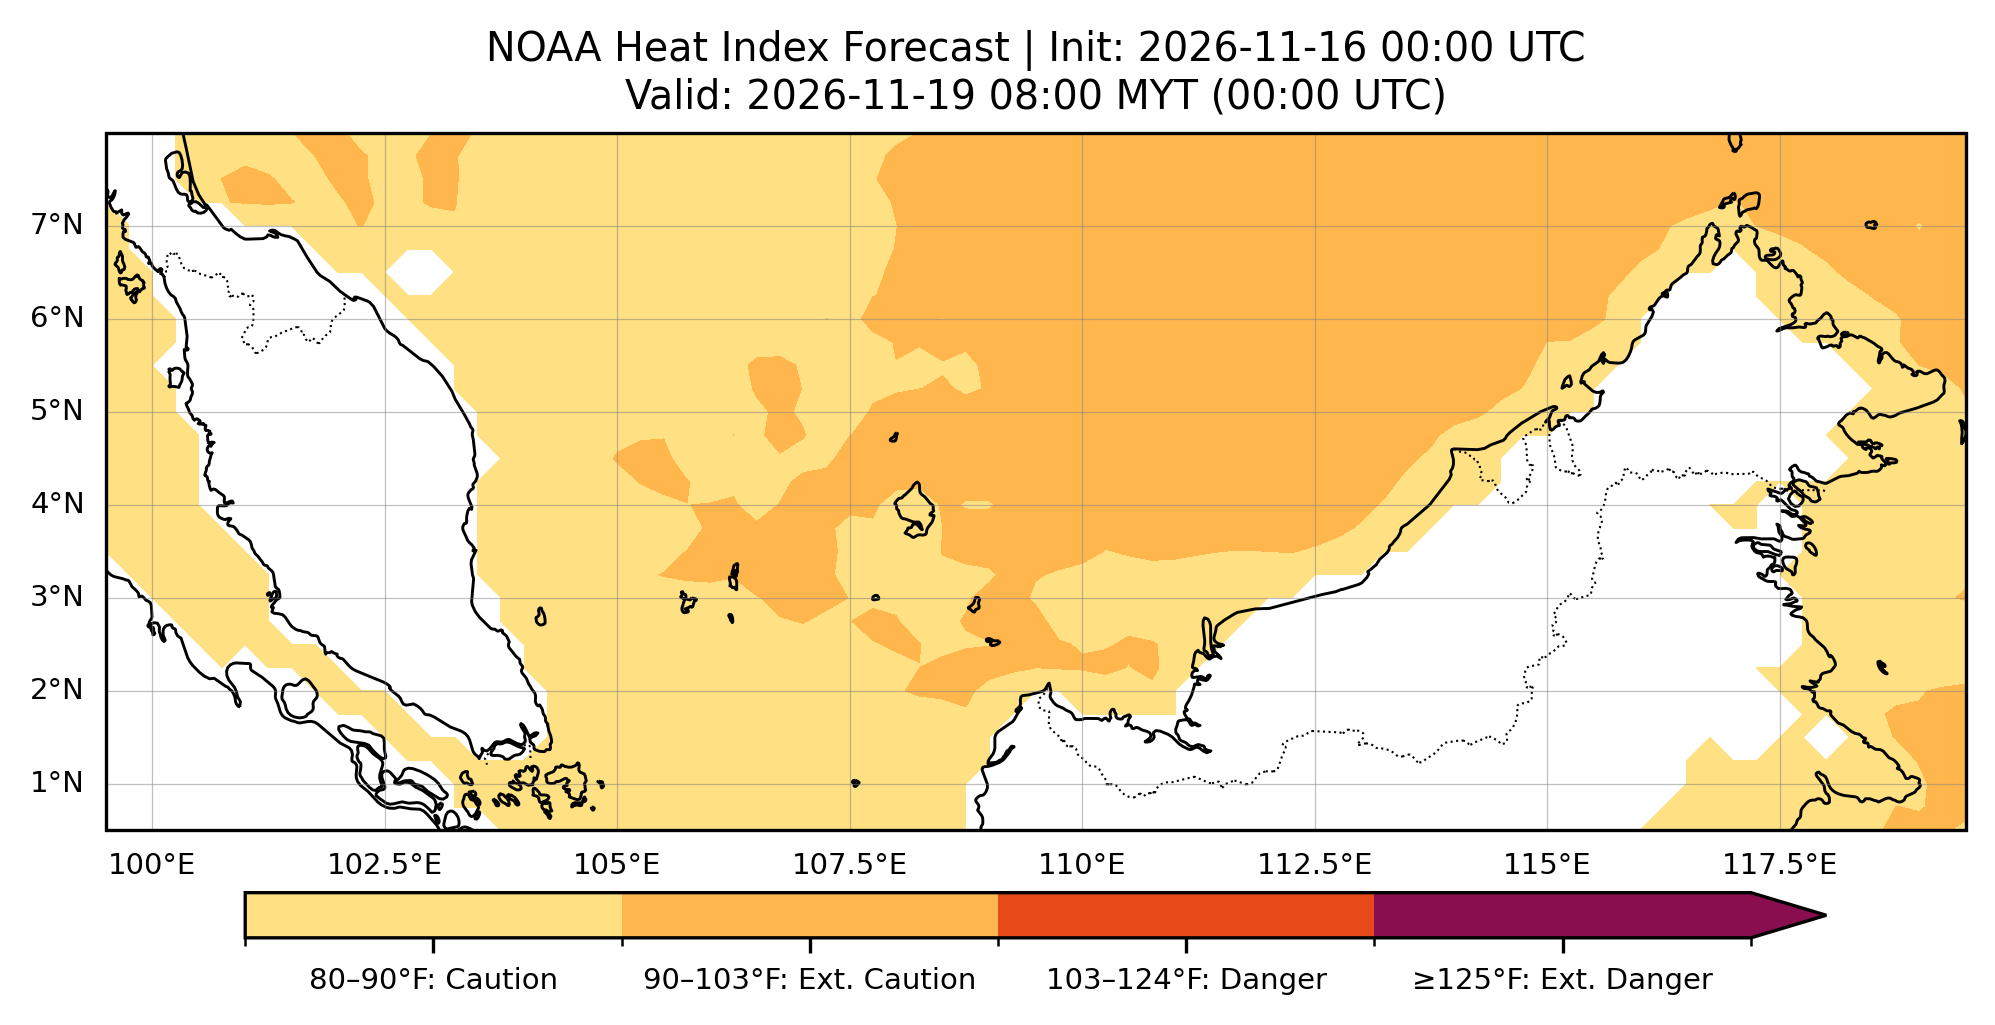 NOAA Heat Index Forecast | Init: 2026-11-16 00:00 UTC
Valid: 2026-11-19 08:00 MYT (00:00 UTC)
7°N
6°N
5°N
4°N
3°N
2°N
1°N
100°E 102.5°E 105°E 107.5°E 110°E 112.5°E 115°E 117.5°E
80–90°F: Caution 90–103°F: Ext. Caution 103–124°F: Danger ≥125°F: Ext. Danger